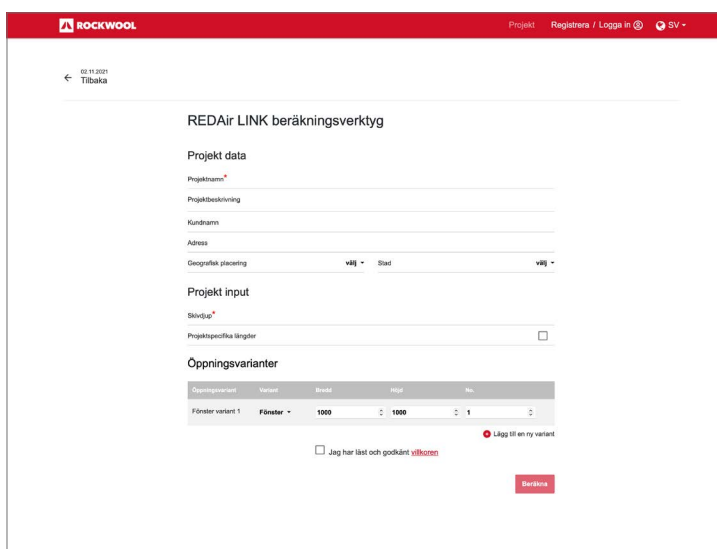 ROCKWOOL
Projekt Registrera / Logga in SV
02.11.2021
Tilbaka
REDAir LINK beräkningsverktyg
Projekt data
Projektnamn*
Projektbeskrivning
Kundnamn
Adress
Geografisk placering välj Stad välj
Projekt input
Skivdjup*
Projektspecifika längder
Öppningsvarianter
Öppningsvariant Variant Bredd Höjd No.
Fönster variant 1 Fönster 1000 1000 1
Lägg till en ny variant
Jag har läst och godkänt villkoren
Beräkna